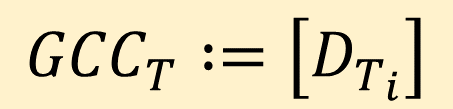 GCC_T := [D_{T_i}]